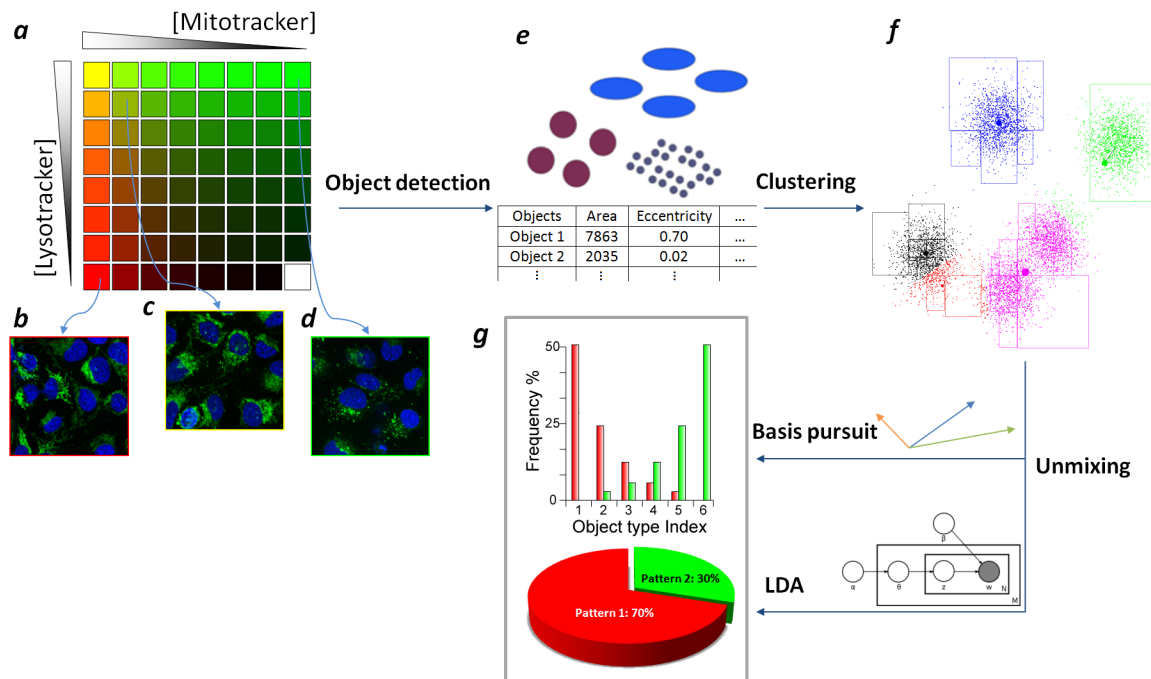 a
[Mitotracker]
[Lysotracker]
b
c
d
Object detection
e
Objects Area Eccentricity ...
Object 1 7863 0.70 ...
Object 2 2035 0.02 ...
⋮ ⋮ ⋮
Clustering
f
g
50
25
0
Frequency %
1 2 3 4 5 6
Object type Index
Pattern 2: 30%
Pattern 1: 70%
Basis pursuit
Unmixing
LDA
β
α θ z w
N
M